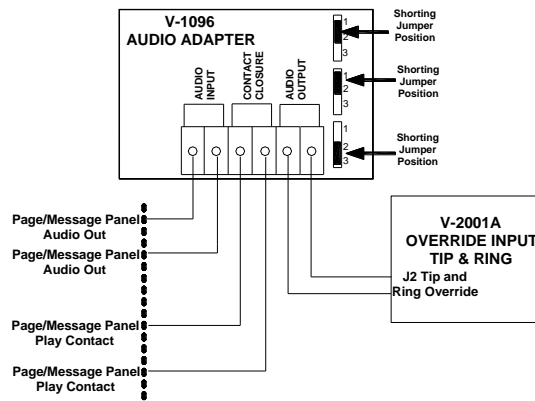 V-1096
AUDIO ADAPTER
AUDIO
INPUT
CONTACT
CLOSURE
AUDIO
OUTPUT
1
2
3
Shorting
Jumper
Position
1
2
3
Shorting
Jumper
Position
1
2
3
Shorting
Jumper
Position
Page/Message Panel
Audio Out
Page/Message Panel
Audio Out
Page/Message Panel
Play Contact
Page/Message Panel
Play Contact
V-2001A
OVERRIDE INPUT
TIP & RING
J2 Tip and
Ring Override